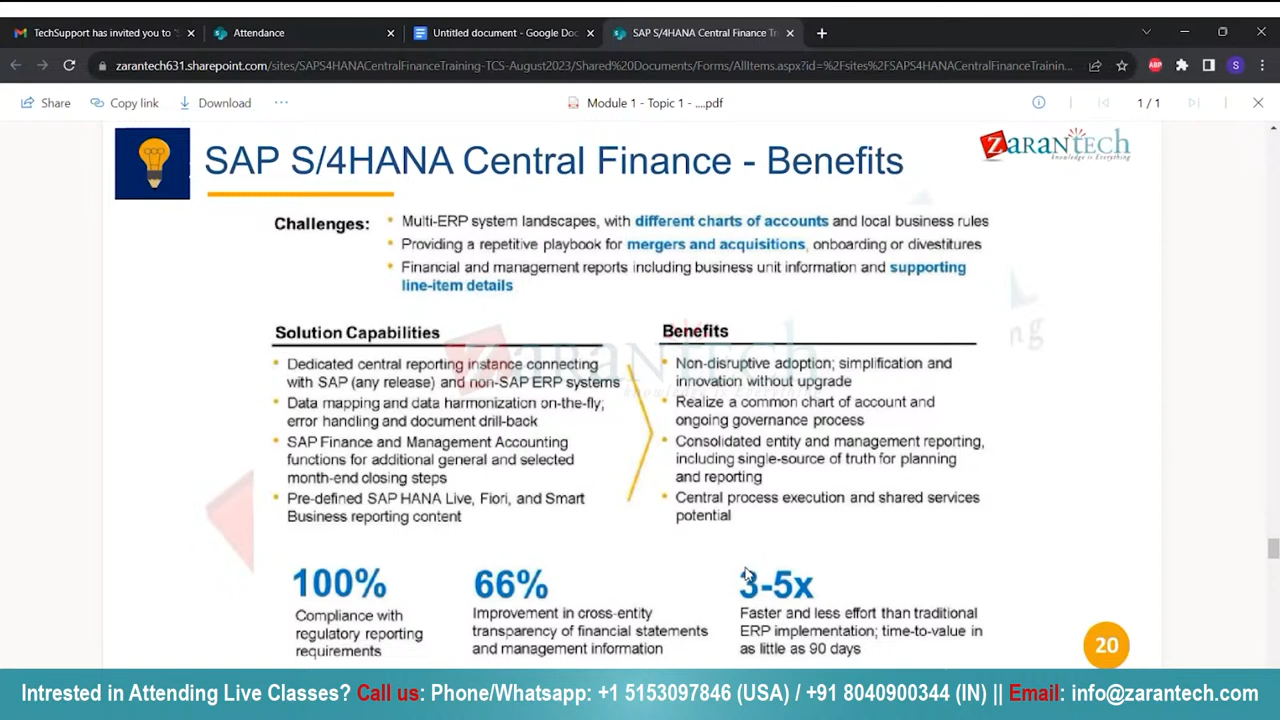 TechSupport has invited you to
Attendance
Untitled document - Google Doc
SAP S/4HANA Central Finance Tr
zarantech631.sharepoint.com/sites/SAPS4HANACentralFinanceTraining-TCS-August2023/Shared%20Documents/Forms/AllItems.aspx?id=%2Fsites%2FSAPS4HANACentralFinanceTrainin...
ABP
S
Share
Copy link
Download
...
Module 1 - Topic 1 - ....pdf
1 / 1
SAP S/4HANA Central Finance - Benefits
ZaranTech
Knowledge is Everything
Challenges:
• Multi-ERP system landscapes, with different charts of accounts and local business rules
• Providing a repetitive playbook for mergers and acquisitions, onboarding or divestitures
• Financial and management reports including business unit information and supporting
line-item details
Solution Capabilities
• Dedicated central reporting instance connecting
with SAP (any release) and non-SAP ERP systems
• Data mapping and data harmonization on-the-fly;
error handling and document drill-back
• SAP Finance and Management Accounting
functions for additional general and selected
month-end closing steps
• Pre-defined SAP HANA Live, Fiori, and Smart
Business reporting content
Benefits
• Non-disruptive adoption; simplification and
innovation without upgrade
• Realize a common chart of account and
ongoing governance process
• Consolidated entity and management reporting,
including single-source of truth for planning
and reporting
• Central process execution and shared services
potential
ZaranTech
100%
Compliance with
regulatory reporting
requirements
66%
Improvement in cross-entity
transparency of financial statements
and management information
3-5x
Faster and less effort than traditional
ERP implementation; time-to-value in
as little as 90 days
20
Intrested in Attending Live Classes? Call us: Phone/Whatsapp: +1 5153097846 (USA) / +91 8040900344 (IN) || Email: info@zarantech.com